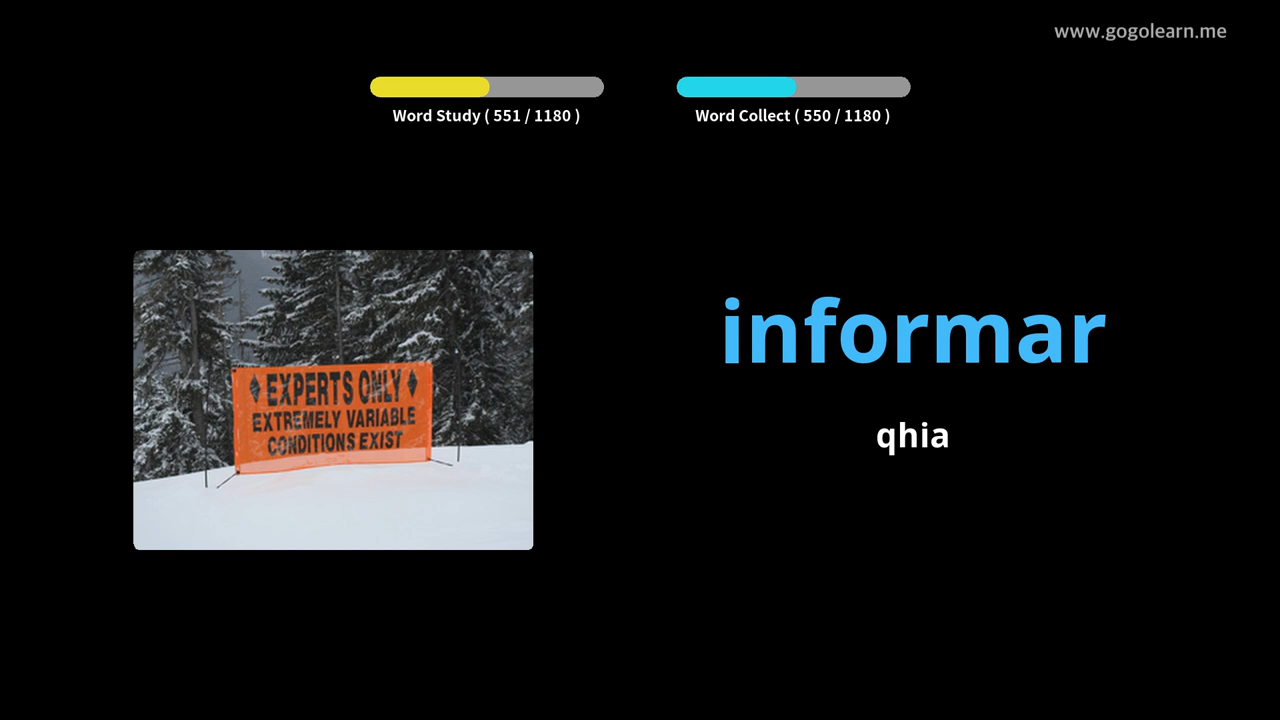 www.gogolearn.me
Word Study ( 551 / 1180 )
Word Collect ( 550 / 1180 )
EXPERTS ONLY
EXTREMELY VARIABLE
CONDITIONS EXIST
informar
qhia